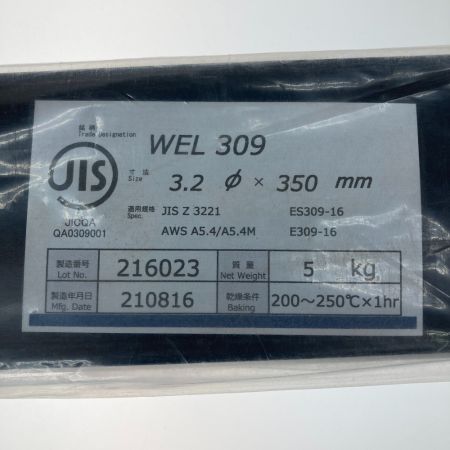 銘柄
Trade Designation
WEL 309
JIS
JICQA
QA0309001
寸法
Size
3.2 φ × 350 mm
適用規格
Spec.
JIS Z 3221 ES309-16
AWS A5.4/A5.4M E309-16
製造番号
Lot No.
216023
質量
Net Weight
5 kg
製造年月日
Mfg. Date
210816
乾燥条件
Baking
200～250℃×1hr